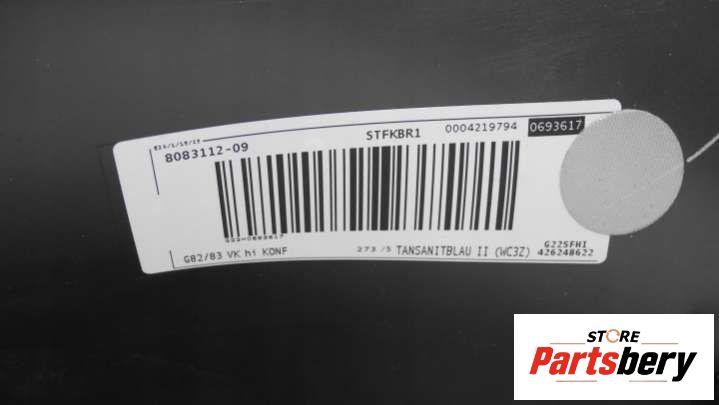 STFKBR1 0004219794 0693617
8083112-09
G82/83 VK hi KONF 273 /5 TANSANITBLAU II (WC3Z) G22SFHI
426248622
STORE
Partsbery